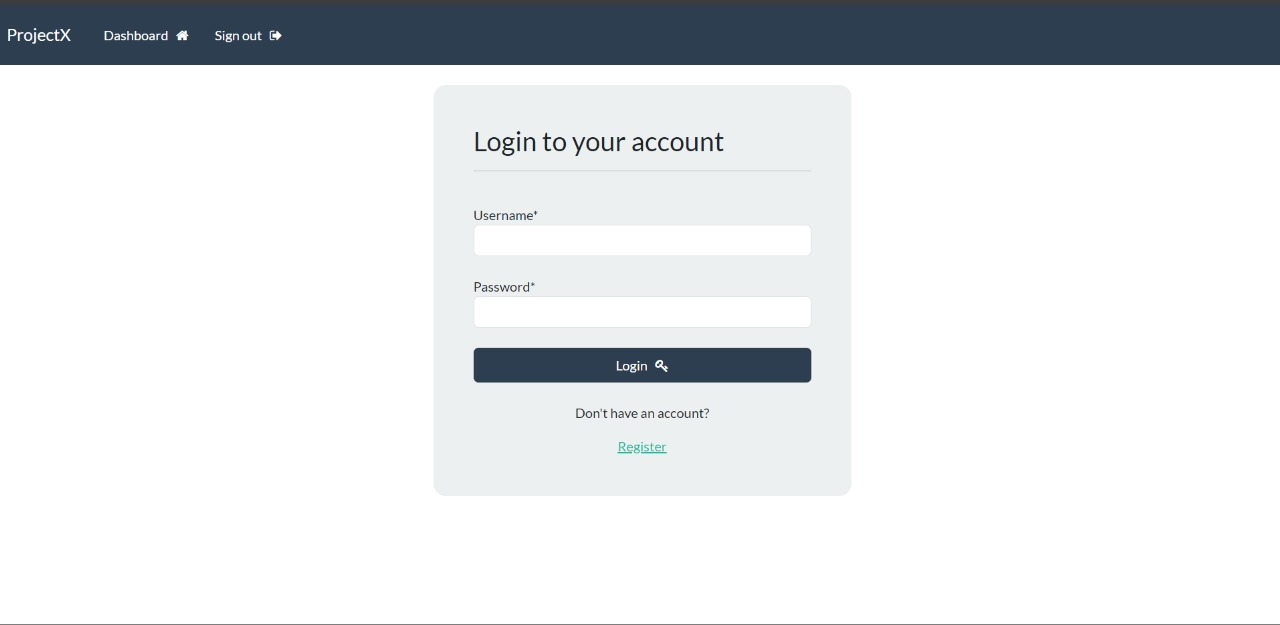 ProjectX Dashboard Sign out
Login to your account
Username*
Password*
Login
Don't have an account?
Register